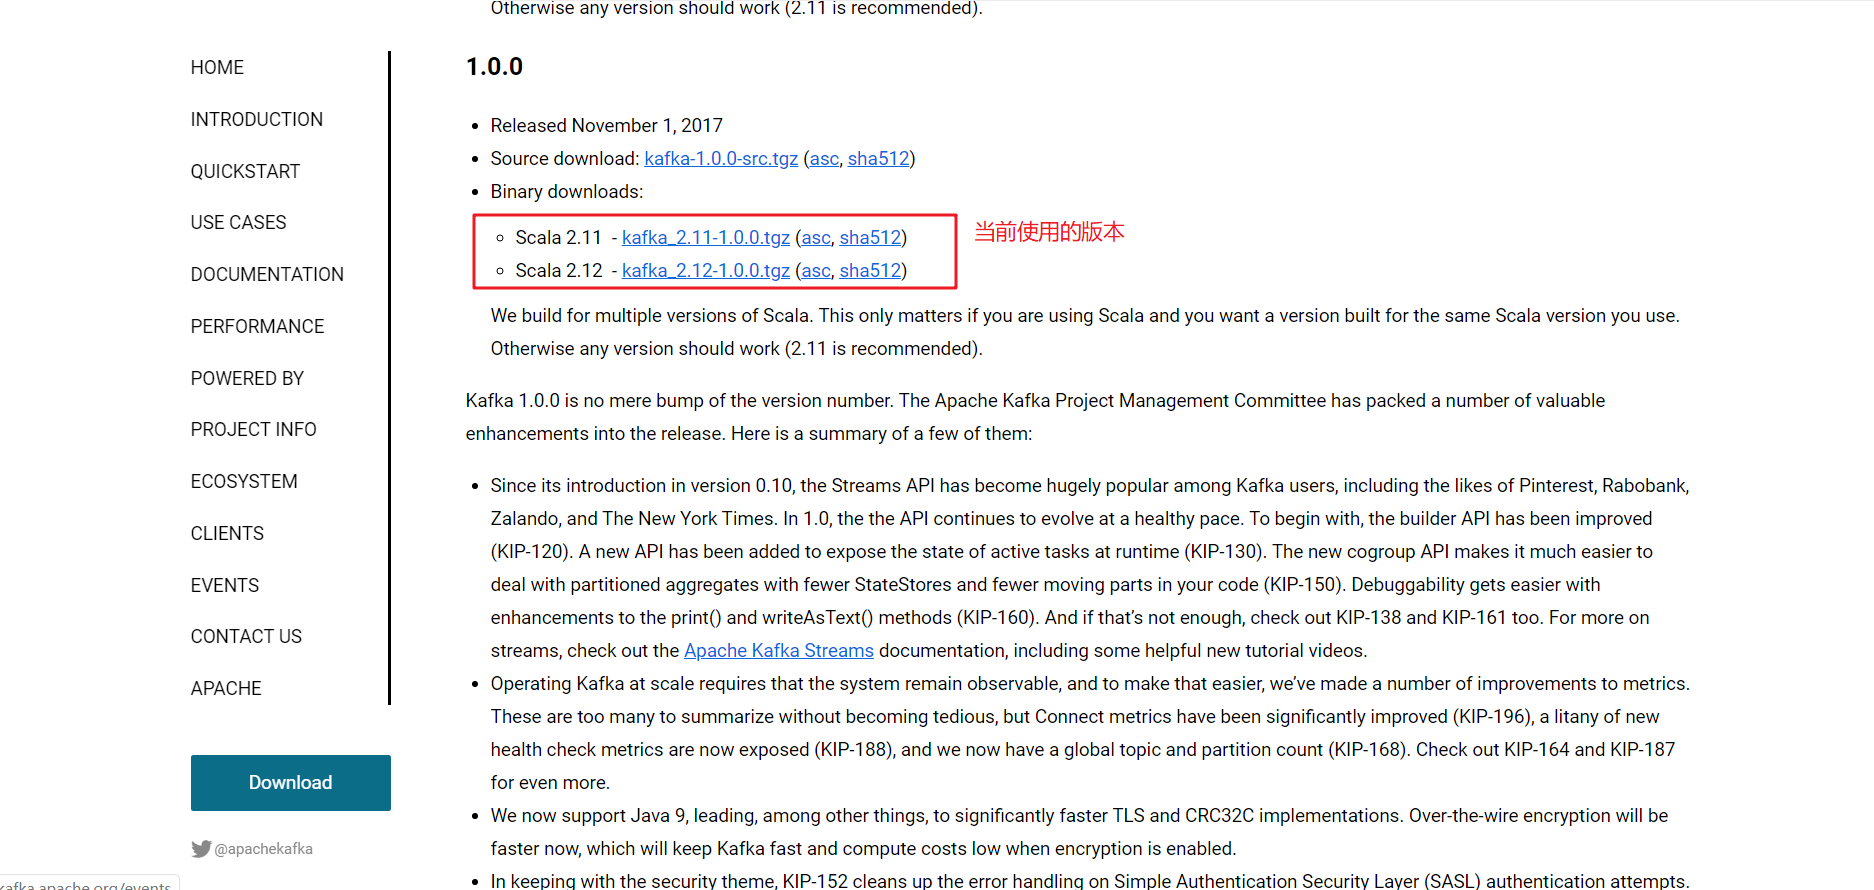 Otherwise any version should work (2.11 is recommended).
HOME
INTRODUCTION
QUICKSTART
USE CASES
DOCUMENTATION
PERFORMANCE
POWERED BY
PROJECT INFO
ECOSYSTEM
CLIENTS
EVENTS
CONTACT US
APACHE
Download
@apachekafka
kafka.apache.org/events
1.0.0
Released November 1, 2017
Source download: kafka-1.0.0-src.tgz (asc, sha512)
Binary downloads:
Scala 2.11 - kafka_2.11-1.0.0.tgz (asc, sha512)
当前使用的版本
Scala 2.12 - kafka_2.12-1.0.0.tgz (asc, sha512)
We build for multiple versions of Scala. This only matters if you are using Scala and you want a version built for the same Scala version you use.
Otherwise any version should work (2.11 is recommended).
Kafka 1.0.0 is no mere bump of the version number. The Apache Kafka Project Management Committee has packed a number of valuable
enhancements into the release. Here is a summary of a few of them:
Since its introduction in version 0.10, the Streams API has become hugely popular among Kafka users, including the likes of Pinterest, Rabobank,
Zalando, and The New York Times. In 1.0, the the API continues to evolve at a healthy pace. To begin with, the builder API has been improved
(KIP-120). A new API has been added to expose the state of active tasks at runtime (KIP-130). The new cogroup API makes it much easier to
deal with partitioned aggregates with fewer StateStores and fewer moving parts in your code (KIP-150). Debuggability gets easier with
enhancements to the print() and writeAsText() methods (KIP-160). And if that’s not enough, check out KIP-138 and KIP-161 too. For more on
streams, check out the Apache Kafka Streams documentation, including some helpful new tutorial videos.
Operating Kafka at scale requires that the system remain observable, and to make that easier, we’ve made a number of improvements to metrics.
These are too many to summarize without becoming tedious, but Connect metrics have been significantly improved (KIP-196), a litany of new
health check metrics are now exposed (KIP-188), and we now have a global topic and partition count (KIP-168). Check out KIP-164 and KIP-187
for even more.
We now support Java 9, leading, among other things, to significantly faster TLS and CRC32C implementations. Over-the-wire encryption will be
faster now, which will keep Kafka fast and compute costs low when encryption is enabled.
In keeping with the security theme, KIP-152 cleans up the error handling on Simple Authentication Security Layer (SASL) authentication attempts.